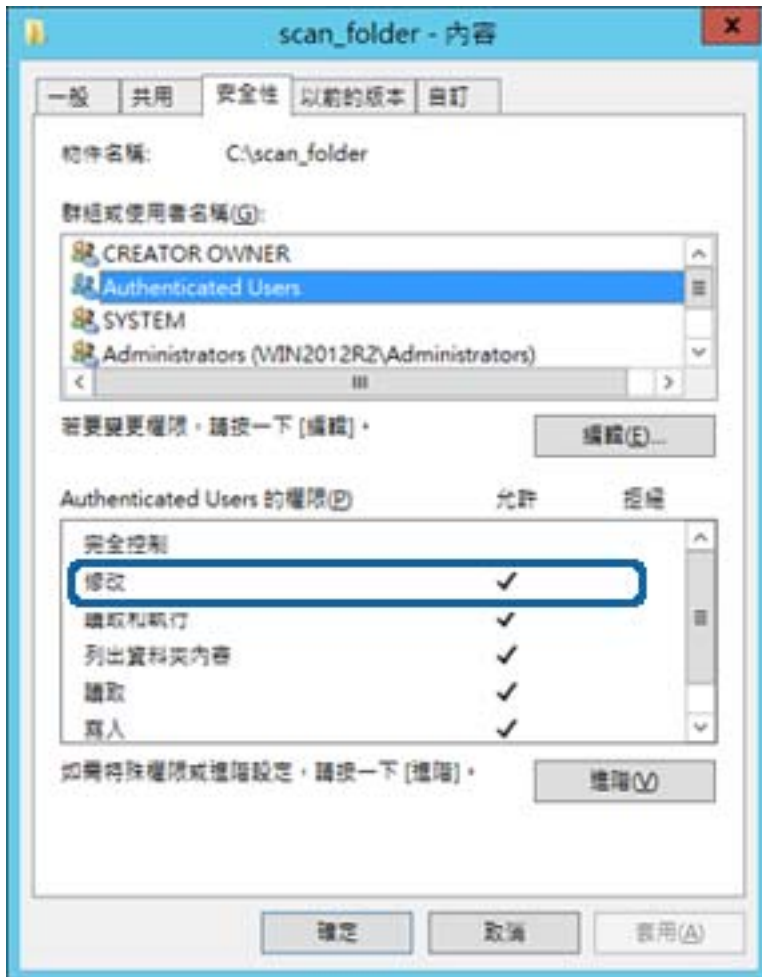 scan_folder - 內容
一般 共用 安全性 以前的版本 自訂
物件名稱: C:\scan_folder
群組或使用者名稱(G):
CREATOR OWNER
Authenticated Users
SYSTEM
Administrators (WIN2012R2\Administrators)
若要變更權限，請按一下 [編輯]。 編輯(E)...
Authenticated Users 的權限(P) 允許 拒絕
完全控制
修改
讀取和執行
列出資料夾內容
讀取
寫入
如需特殊權限或進階設定，請按一下 [進階]。 進階(V)
確定 取消 套用(A)